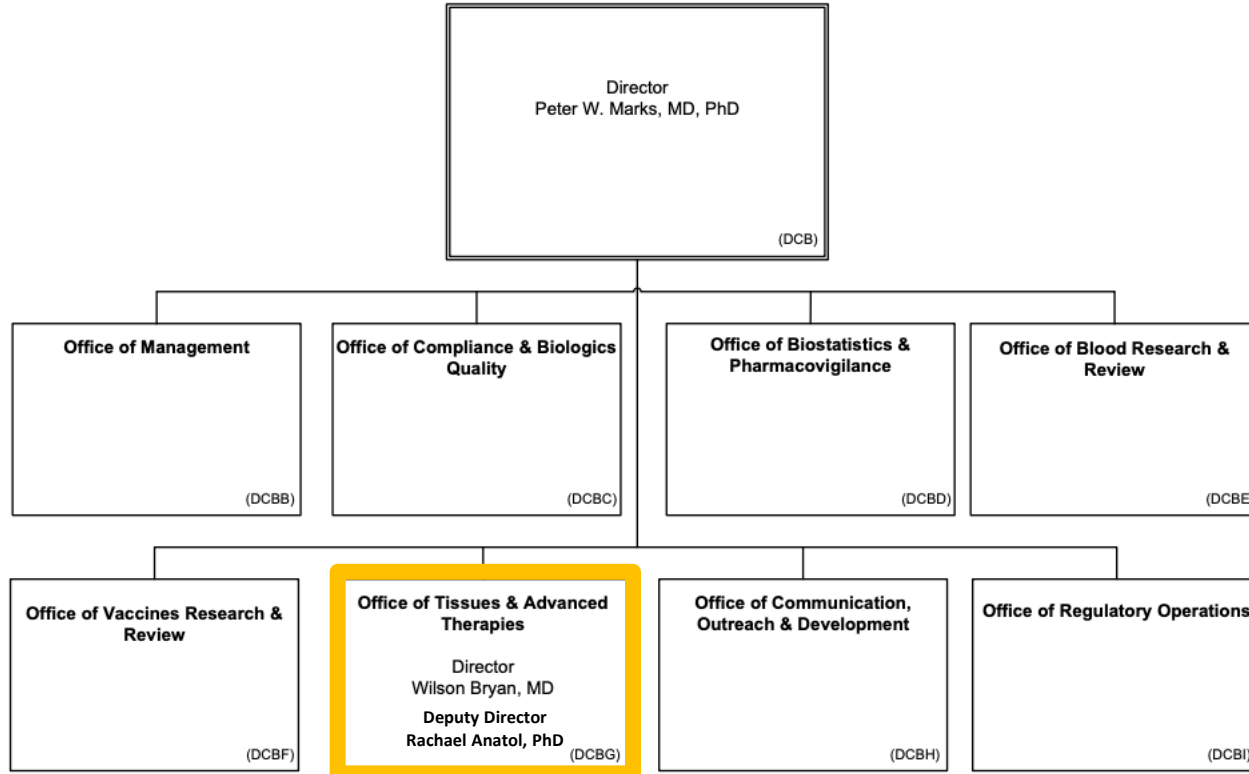 Director
Peter W. Marks, MD, PhD
(DCB)
Office of Management
(DCBB)
Office of Compliance & Biologics
Quality
(DCBC)
Office of Biostatistics &
Pharmacovigilance
(DCBD)
Office of Blood Research &
Review
(DCBE
Office of Vaccines Research &
Review
(DCBF)
Office of Tissues & Advanced
Therapies
Director
Wilson Bryan, MD
Deputy Director
Rachael Anatol, PhD
(DCBG)
Office of Communication,
Outreach & Development
(DCBH)
Office of Regulatory Operations
(DCBI)